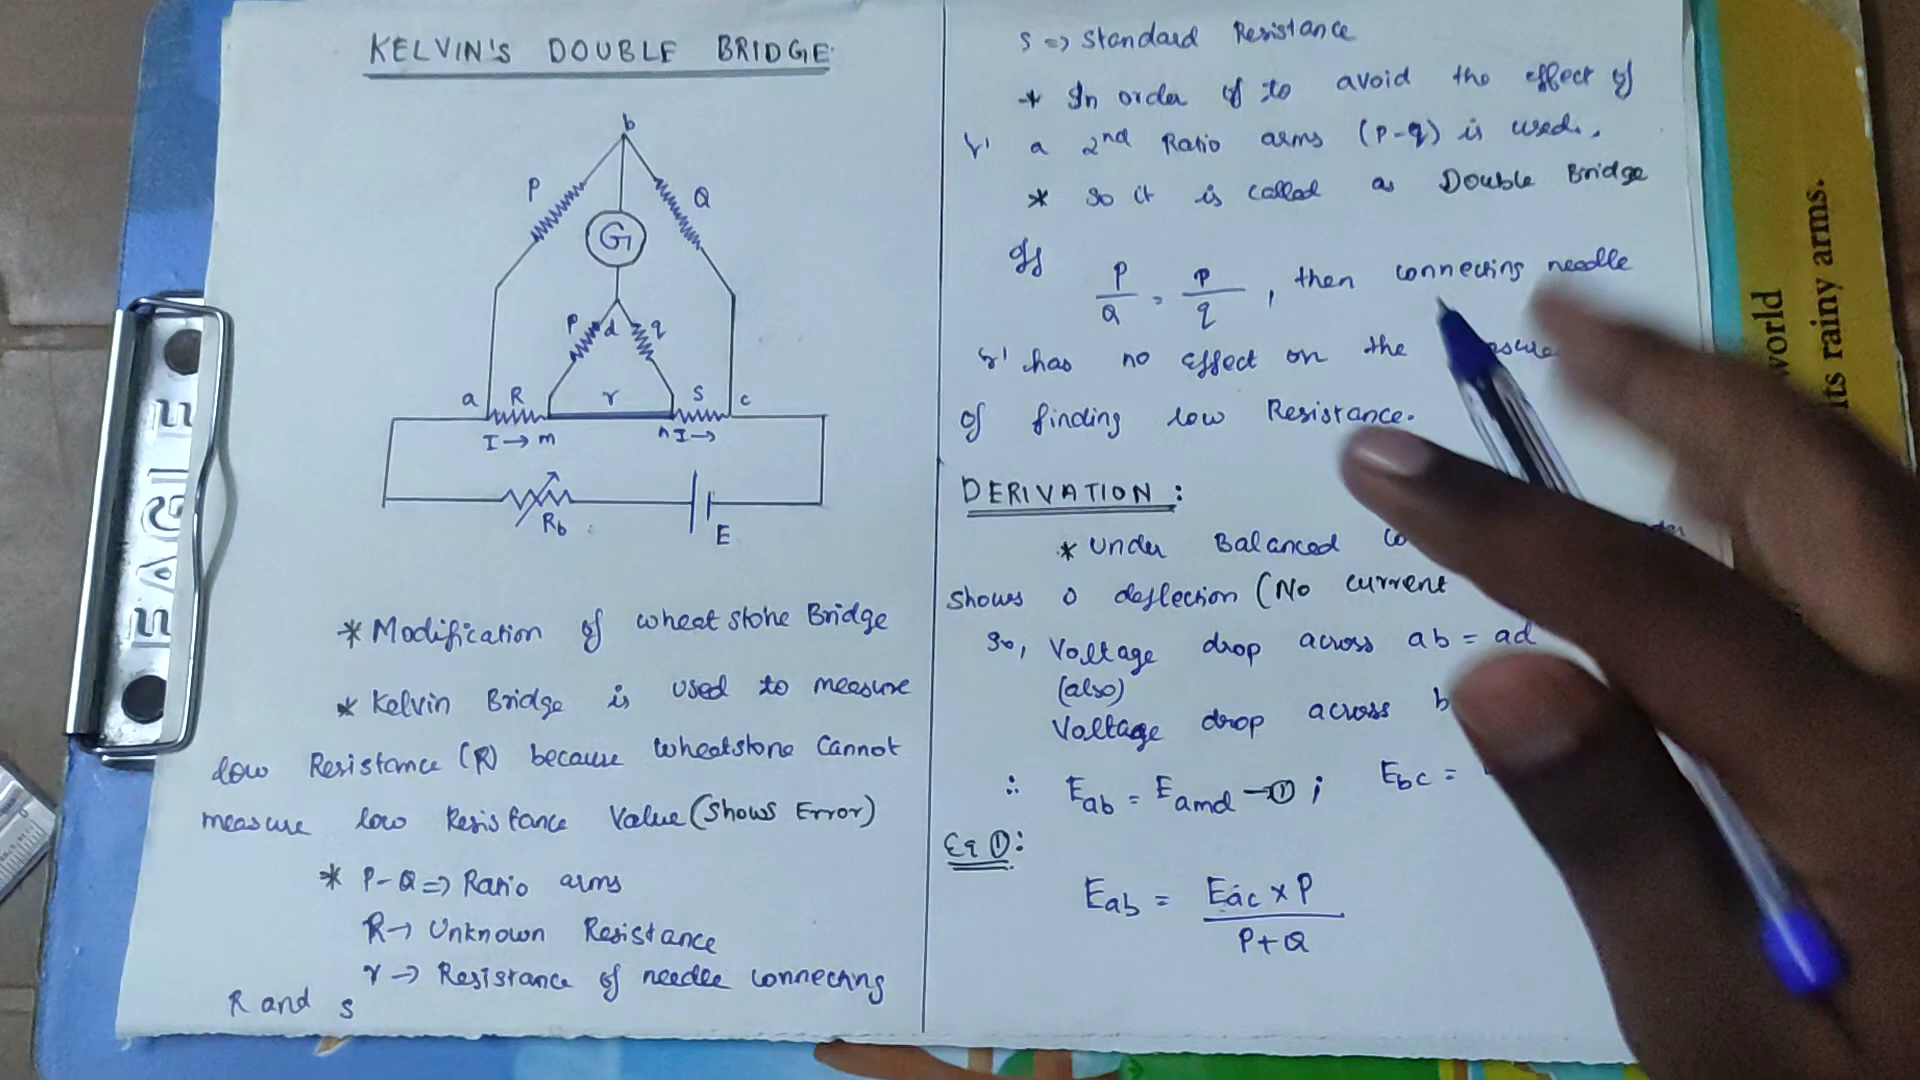 KELVIN'S DOUBLE BRIDGE
b
P
Q
G
P
d
q
a
R
r
S
c
I → m
n I →
Rb
E
* Modification of wheat stone Bridge
* Kelvin Bridge is used to measure
low Resistance (R) because wheatstone cannot
measure low Resistance Value (Shows Error)
* P-Q => Ratio arms
R → Unknown Resistance
r → Resistance of needle connecting
R and S
S => Standard Resistance
* In order of to avoid the effect of
'r' a 2nd Ratio arms (p-q) is used.
* So it is called as Double Bridge
If P/Q = p/q , then connecting needle
'r' has no effect on the
of finding low Resistance.
DERIVATION :
* Under Balanced
shows 0 deflection (No current
So, Voltage drop across ab = ad
(also)
Voltage drop across b
∴ Eab = Eamd → ① ; Ebc =
Eq ① :
Eab = Eac x P / P+Q
EAGLE
world
its rainy arms.